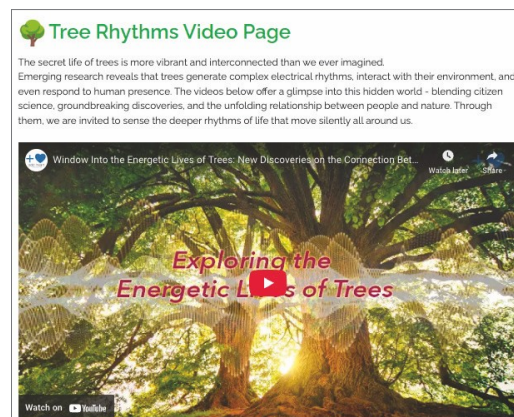 Tree Rhythms Video Page
The secret life of trees is more vibrant and interconnected than we ever imagined.
Emerging research reveals that trees generate complex electrical rhythms, interact with their environment, and
even respond to human presence. The videos below offer a glimpse into this hidden world - blending citizen
science, groundbreaking discoveries, and the unfolding relationship between people and nature. Through
them, we are invited to sense the deeper rhythms of life that move silently all around us.
Window Into the Energetic Lives of Trees: New Discoveries on the Connection Bet...
Watch later
Share
Exploring the
Energetic Lives of Trees
Watch on YouTube